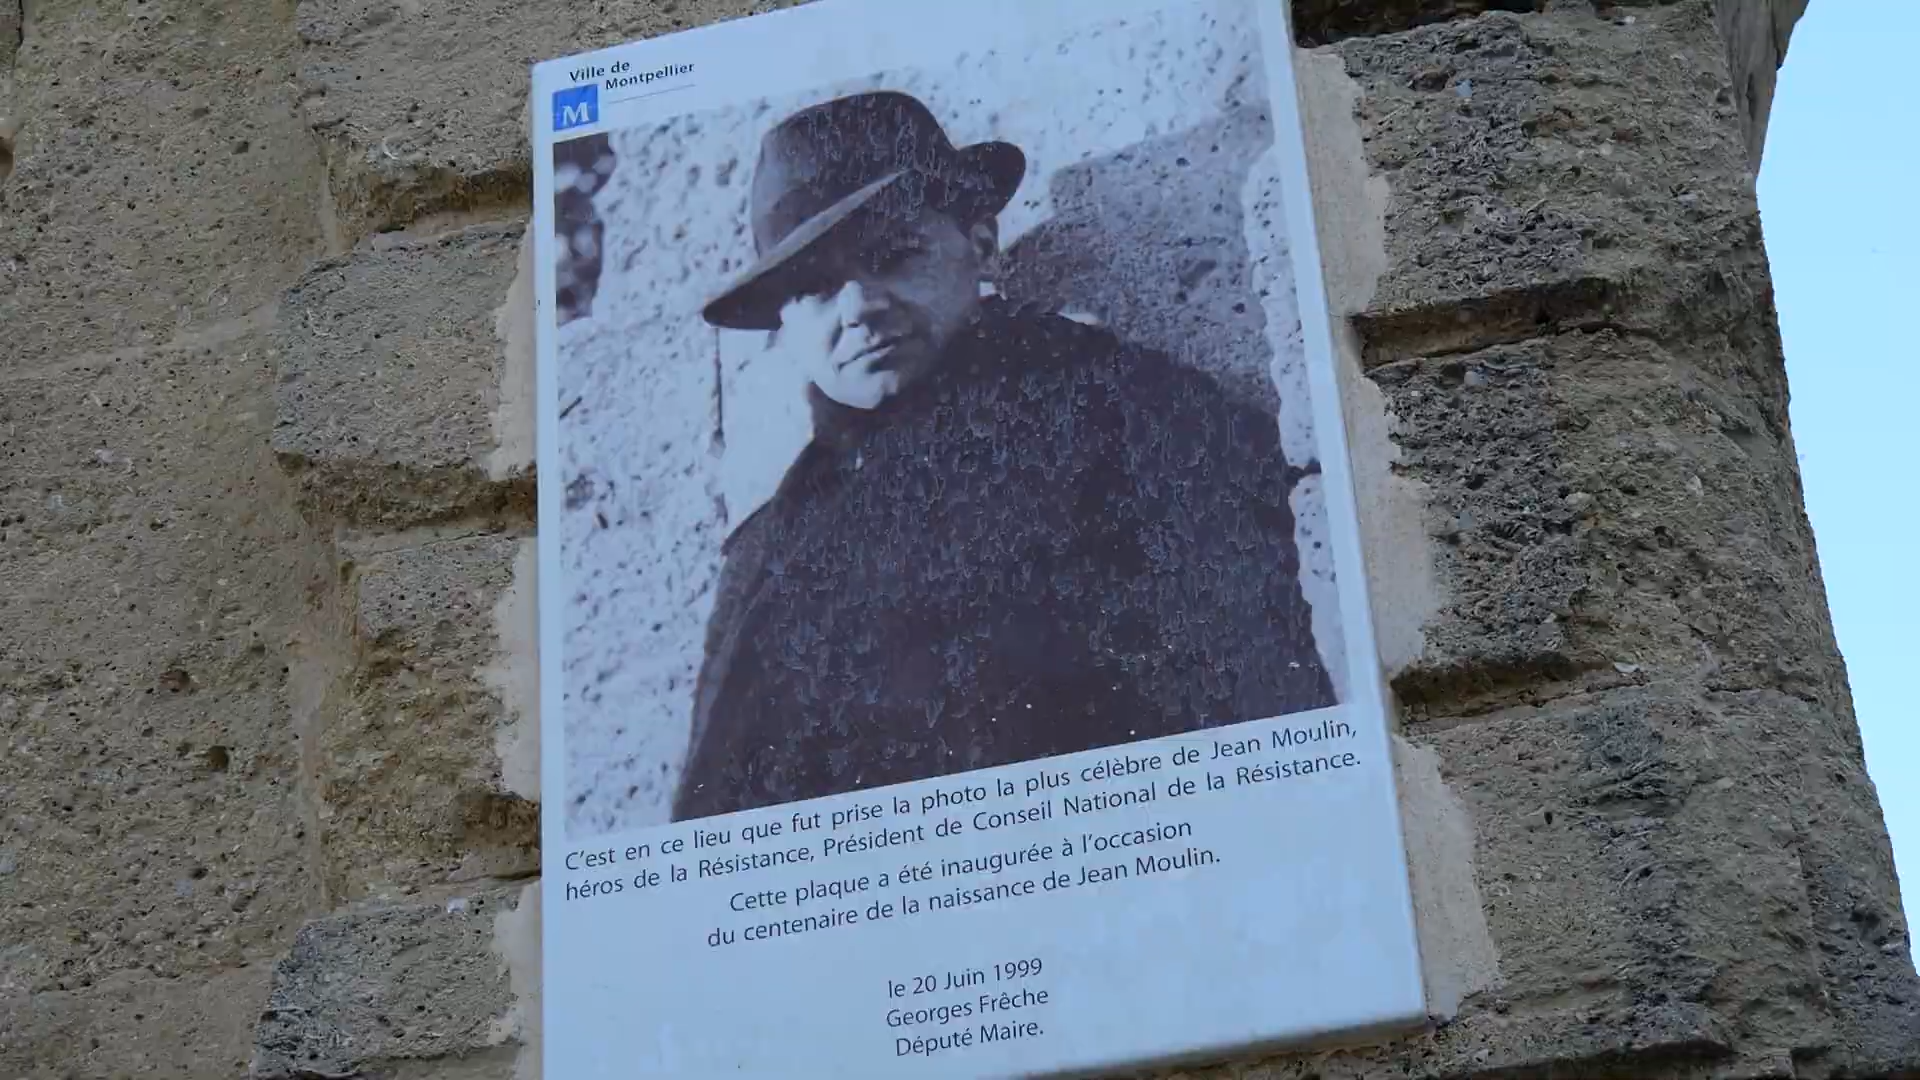 Ville de
Montpellier
M
C'est en ce lieu que fut prise la photo la plus célèbre de Jean Moulin,
héros de la Résistance, Président de Conseil National de la Résistance.
Cette plaque a été inaugurée à l'occasion
du centenaire de la naissance de Jean Moulin.
le 20 Juin 1999
Georges Frêche
Député Maire.